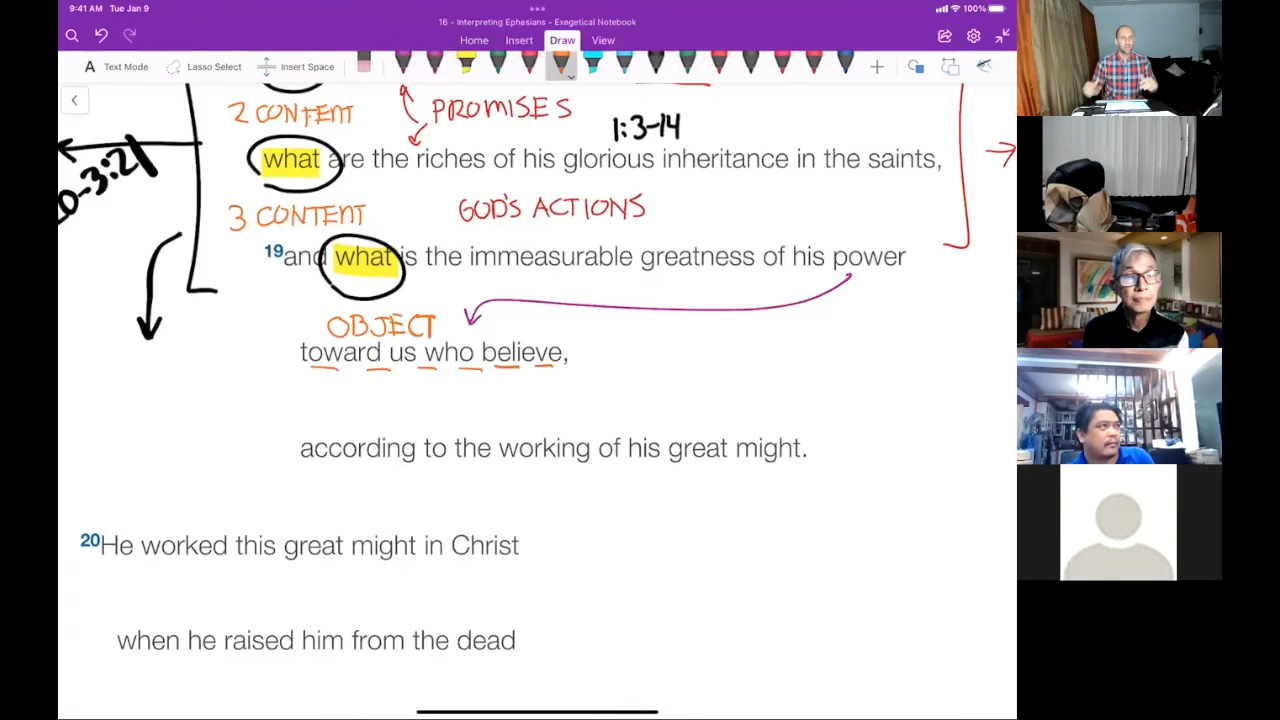 9:41 AM Tue Jan 9
100%
16 - Interpreting Ephesians - Exegetical Notebook
Home Insert Draw View
Text Mode Lasso Select Insert Space
2 CONTENT PROMISES
1:3-14
what are the riches of his glorious inheritance in the saints,
-3:21
3 CONTENT GOD'S ACTIONS
19and what is the immeasurable greatness of his power
OBJECT
toward us who believe,
according to the working of his great might.
20He worked this great might in Christ
when he raised him from the dead